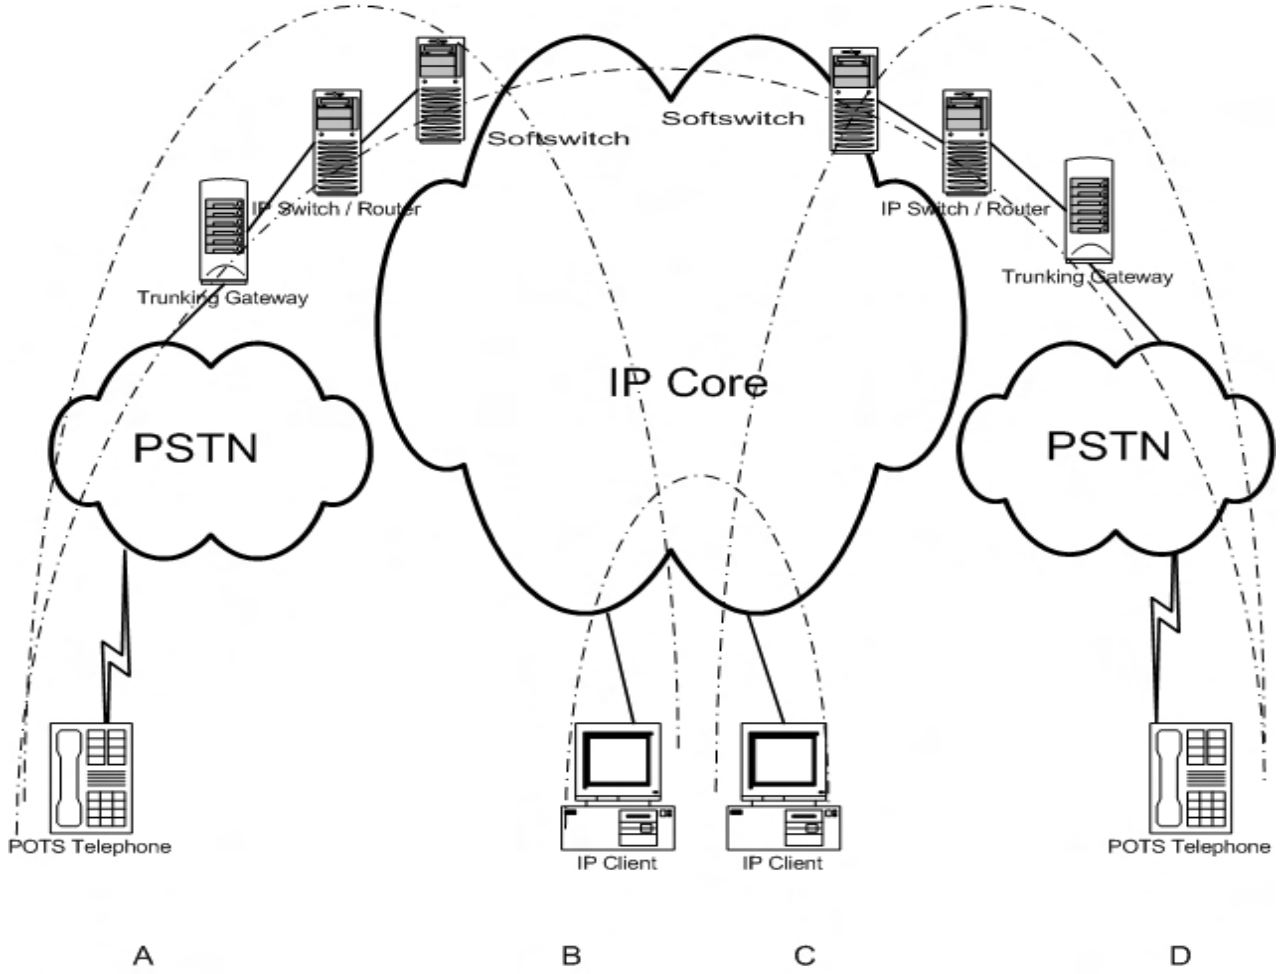 Softswitch
Softswitch
IP Switch / Router
IP Switch / Router
Trunking Gateway
Trunking Gateway
IP Core
PSTN
PSTN
POTS Telephone
IP Client
IP Client
POTS Telephone
A
B
C
D